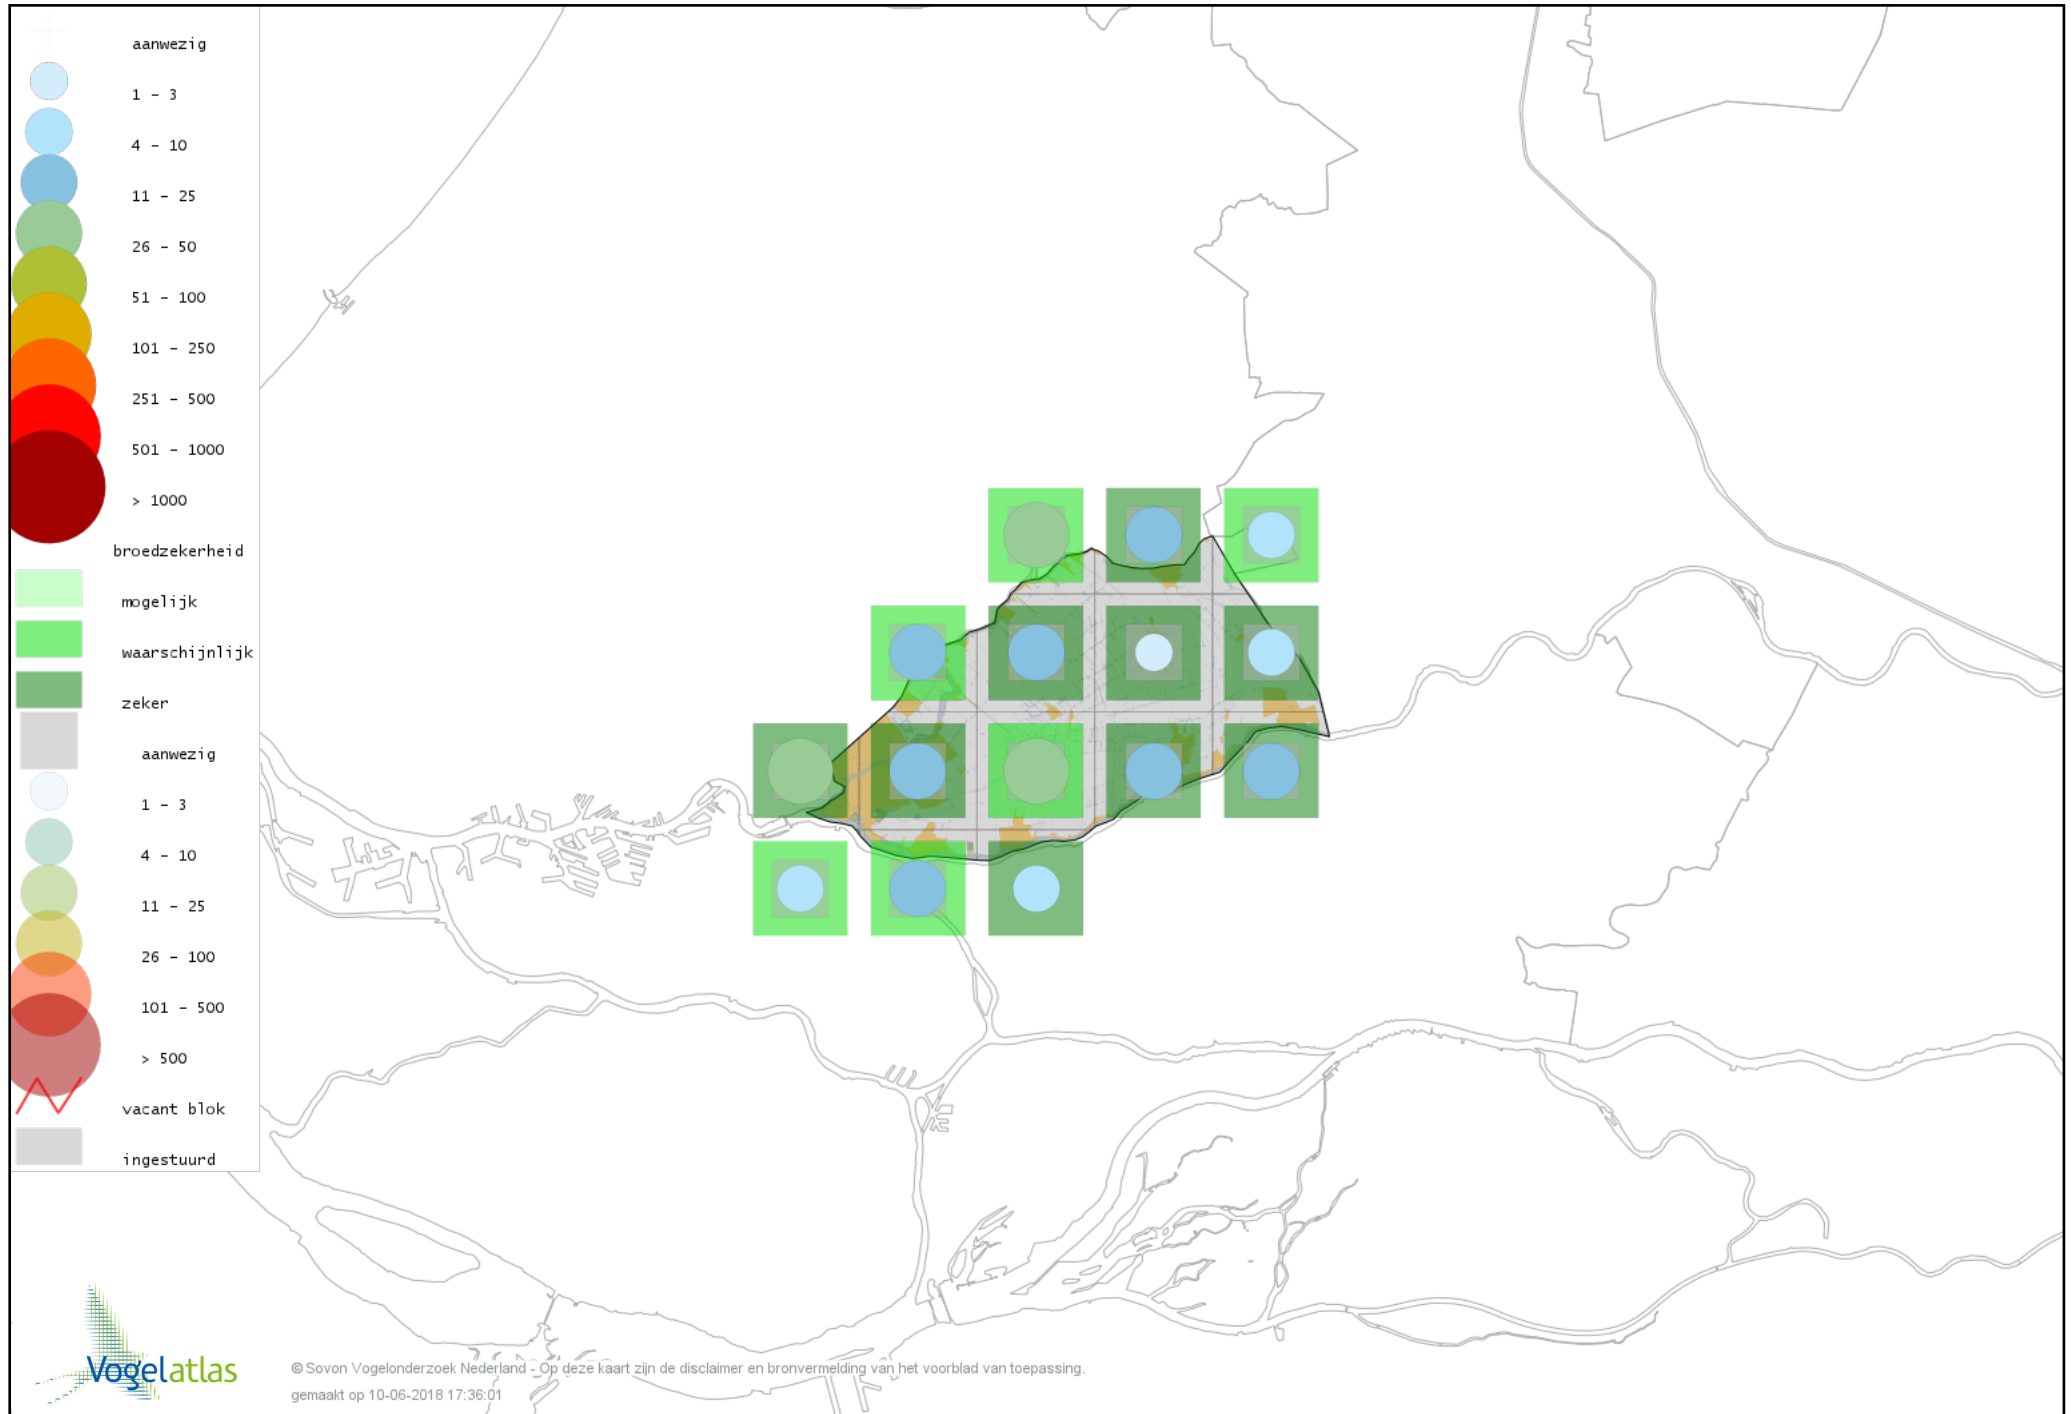 aanwezig
1 – 3
4 – 10
11 – 25
26 – 50
51 – 100
101 – 250
251 – 500
501 – 1000
> 1000
broedzekerheid
mogelijk
waarschijnlijk
zeker
aanwezig
1 – 3
4 – 10
11 – 25
26 – 100
101 – 500
> 500
vacant blok
ingestuurd
Vogelatlas
© Sovon Vogelonderzoek Nederland - Op deze kaart zijn de disclaimer en bronvermelding van het voorblad van toepassing.
gemaakt op 10-06-2018 17:36:01